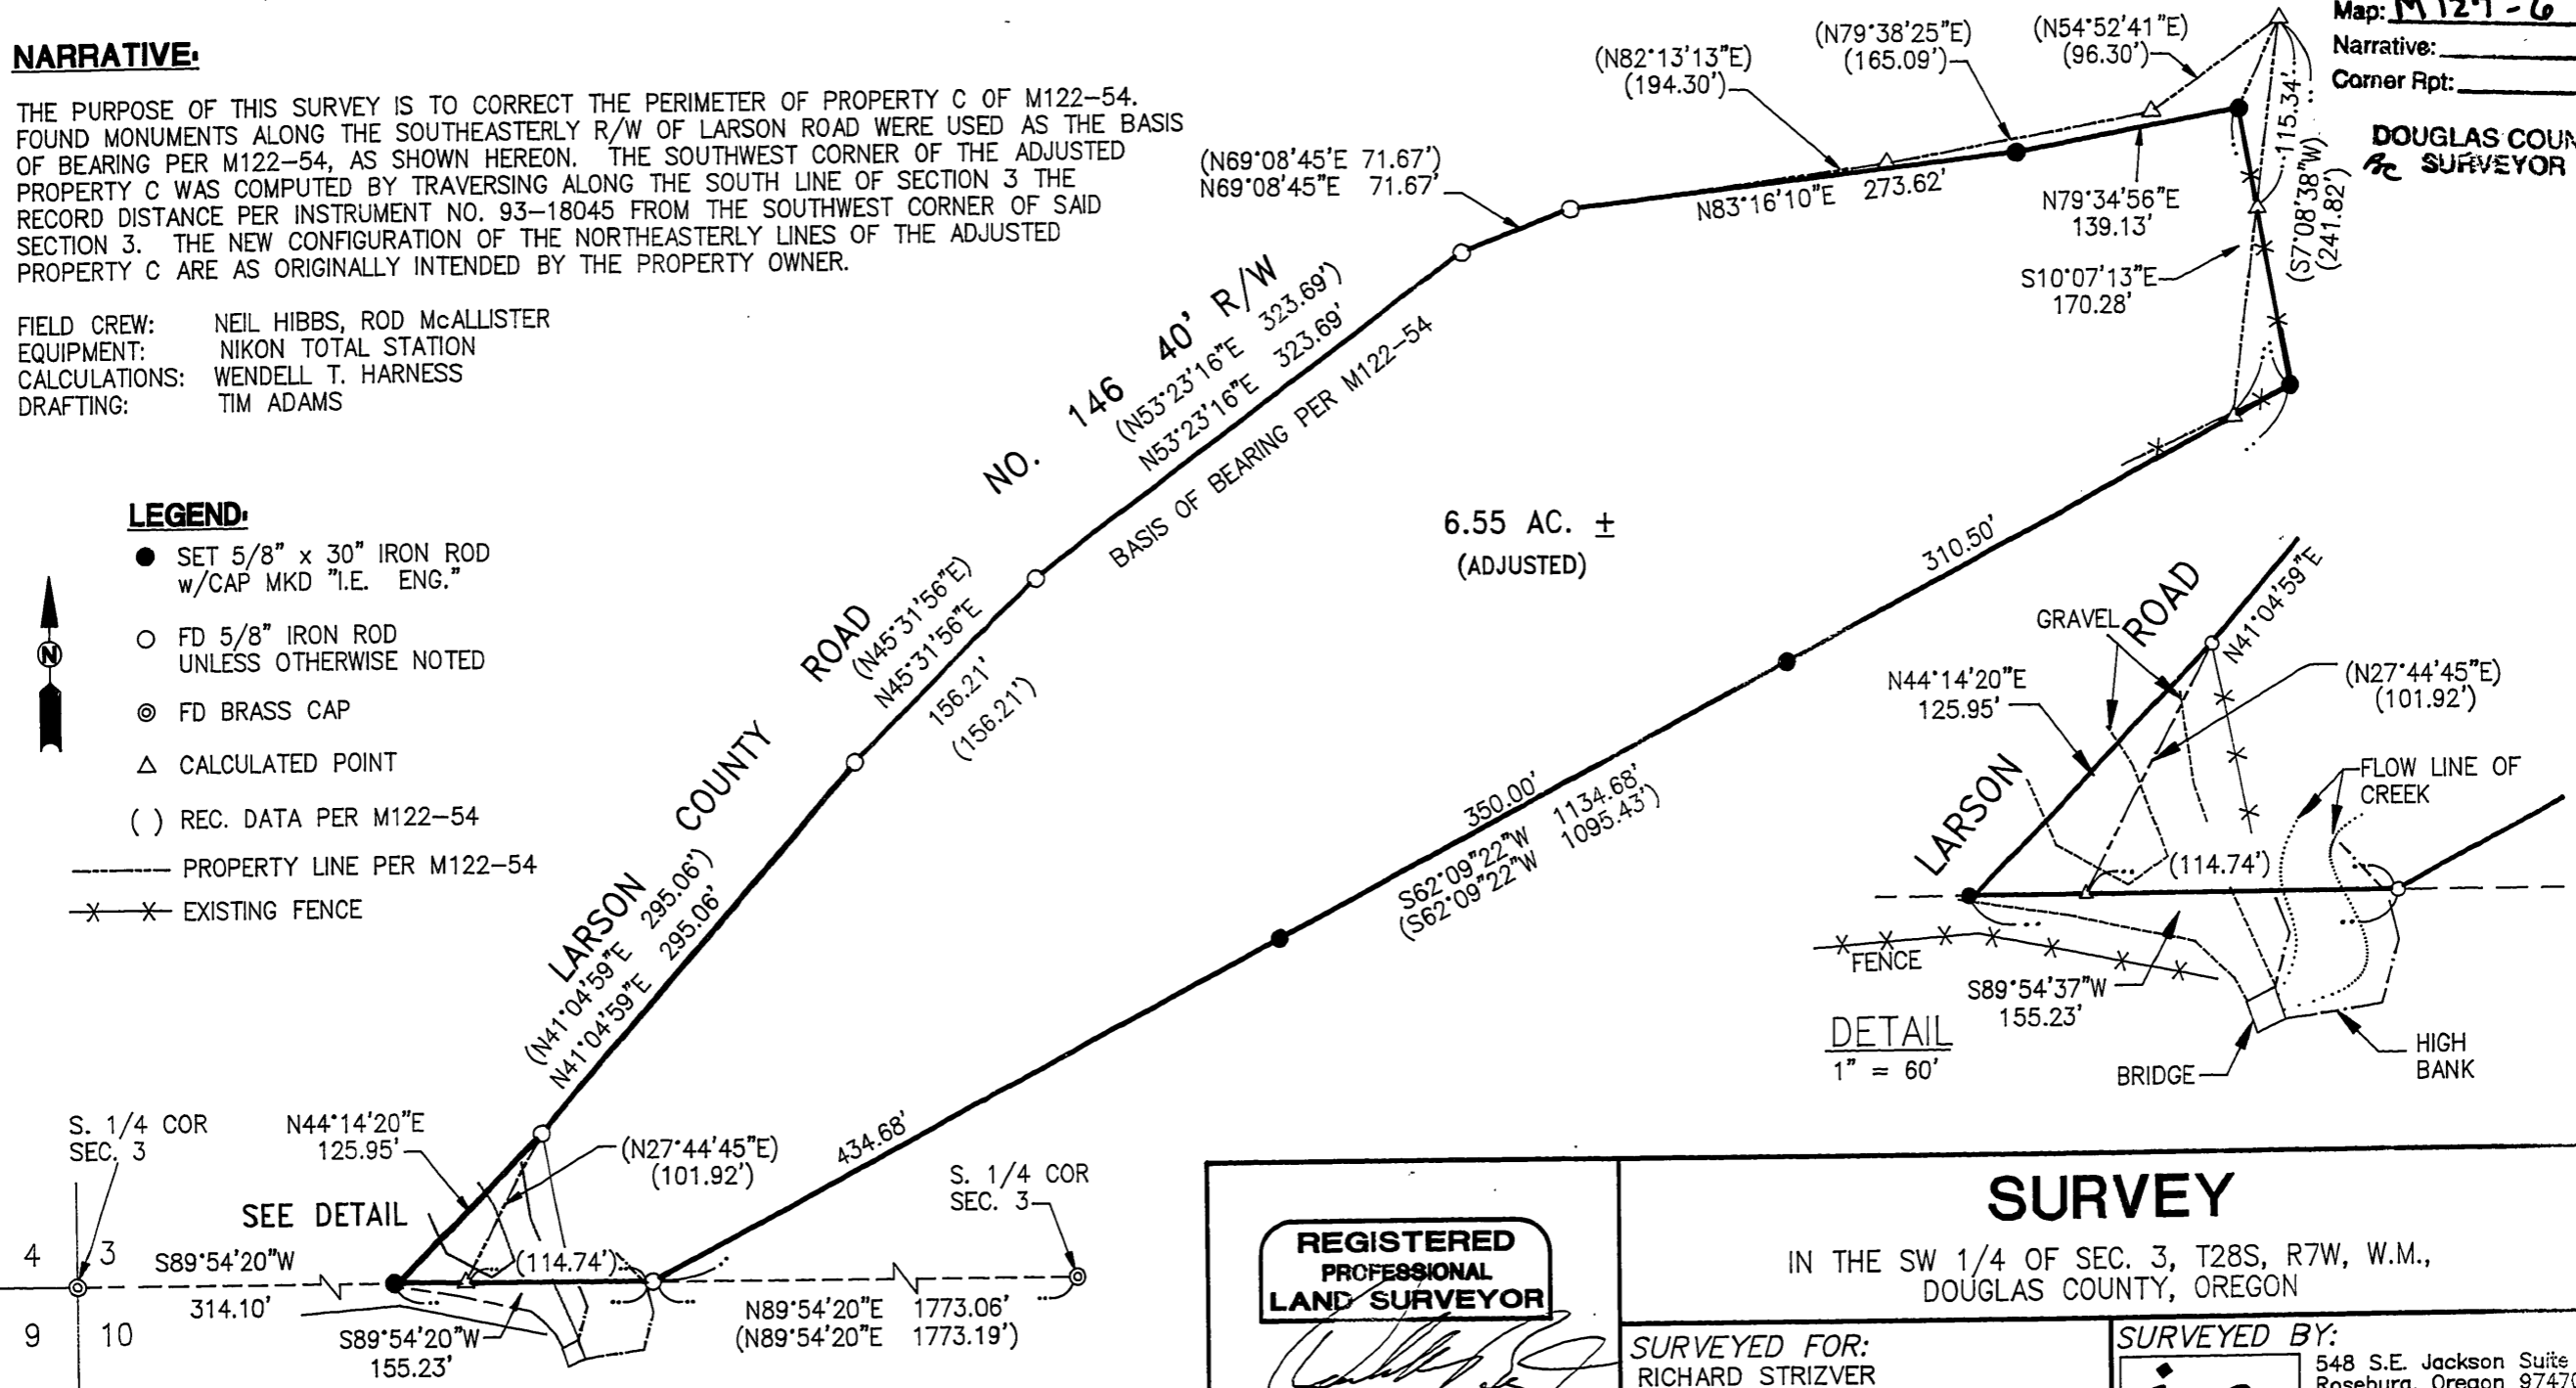 NARRATIVE:
THE PURPOSE OF THIS SURVEY IS TO CORRECT THE PERIMETER OF PROPERTY C OF M122-54.
FOUND MONUMENTS ALONG THE SOUTHEASTERLY R/W OF LARSON ROAD WERE USED AS THE BASIS
OF BEARING PER M122-54, AS SHOWN HEREON. THE SOUTHWEST CORNER OF THE ADJUSTED
PROPERTY C WAS COMPUTED BY TRAVERSING ALONG THE SOUTH LINE OF SECTION 3 THE
RECORD DISTANCE PER INSTRUMENT NO. 93-18045 FROM THE SOUTHWEST CORNER OF SAID
SECTION 3. THE NEW CONFIGURATION OF THE NORTHEASTERLY LINES OF THE ADJUSTED
PROPERTY C ARE AS ORIGINALLY INTENDED BY THE PROPERTY OWNER.
FIELD CREW: NEIL HIBBS, ROD McALLISTER
EQUIPMENT: NIKON TOTAL STATION
CALCULATIONS: WENDELL T. HARNESS
DRAFTING: TIM ADAMS
LEGEND:
SET 5/8" x 30" IRON ROD
w/CAP MKD "I.E. ENG."
FD 5/8" IRON ROD
UNLESS OTHERWISE NOTED
FD BRASS CAP
CALCULATED POINT
( ) REC. DATA PER M122-54
PROPERTY LINE PER M122-54
EXISTING FENCE
N
Map: M127-6
Narrative:
Corner Rpt:
DOUGLAS COUN
SURVEYOR
(N82°13'13"E)
(194.30')
(N79°38'25"E)
(165.09')
(N54°52'41"E)
(96.30')
(N69°08'45'E 71.67')
N69°08'45"E 71.67'
N83°16'10"E 273.62'
N79°34'56"E
139.13'
115.34'
(S7°08'38"W)
(241.82')
S10°07'13"E
170.28'
NO. 146 40' R/W
(N53°23'16"E 323.69')
N53°23'16"E 323.69'
BASIS OF BEARING PER M122-54
6.55 AC. ±
(ADJUSTED)
310.50'
LARSON COUNTY ROAD
(N45°31'56"E)
N45°31'56"E
156.21'
(156.21')
(N41°04'59"E 295.06')
N41°04'59"E 295.06'
350.00'
S62°09'22"W 1134.68'
(S62°09'22"W 1095.43')
434.68'
LARSON ROAD
GRAVEL
N41°04'59"E
N44°14'20"E
125.95'
(N27°44'45"E)
(101.92')
FLOW LINE OF
CREEK
(114.74')
FENCE
S89°54'37"W
155.23'
DETAIL
1" = 60'
BRIDGE
HIGH
BANK
S. 1/4 COR
SEC. 3
N44°14'20"E
125.95'
(N27°44'45"E)
(101.92')
SEE DETAIL
S. 1/4 COR
SEC. 3
4 3
9 10
S89°54'20"W
314.10'
(114.74')
S89°54'20"W
155.23'
N89°54'20"E 1773.06'
(N89°54'20"E 1773.19')
REGISTERED
PROFESSIONAL
LAND SURVEYOR
SURVEY
IN THE SW 1/4 OF SEC. 3, T28S, R7W, W.M.,
DOUGLAS COUNTY, OREGON
SURVEYED FOR:
RICHARD STRIZVER
SURVEYED BY:
548 S.E. Jackson Suite
Roseburg, Oregon 97470